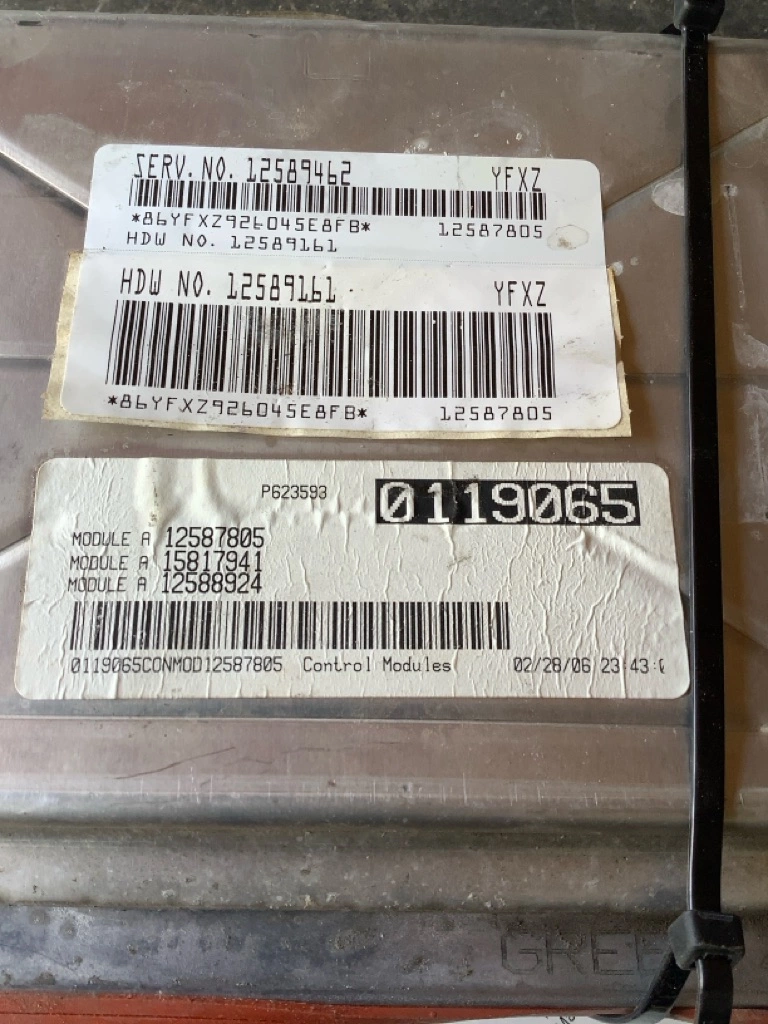 SERV. NO. 12589462 YFXZ
*86YFXZ926045E8FB* 12587805
HDW NO. 12589161
HDW NO. 12589161 YFXZ
*86YFXZ926045E8FB* 12587805
P623593 0119065
MODULE A 12587805
MODULE A 15817941
MODULE A 12588924
0119065CONMOD12587805 Control Modules 02/28/06 23:43:0